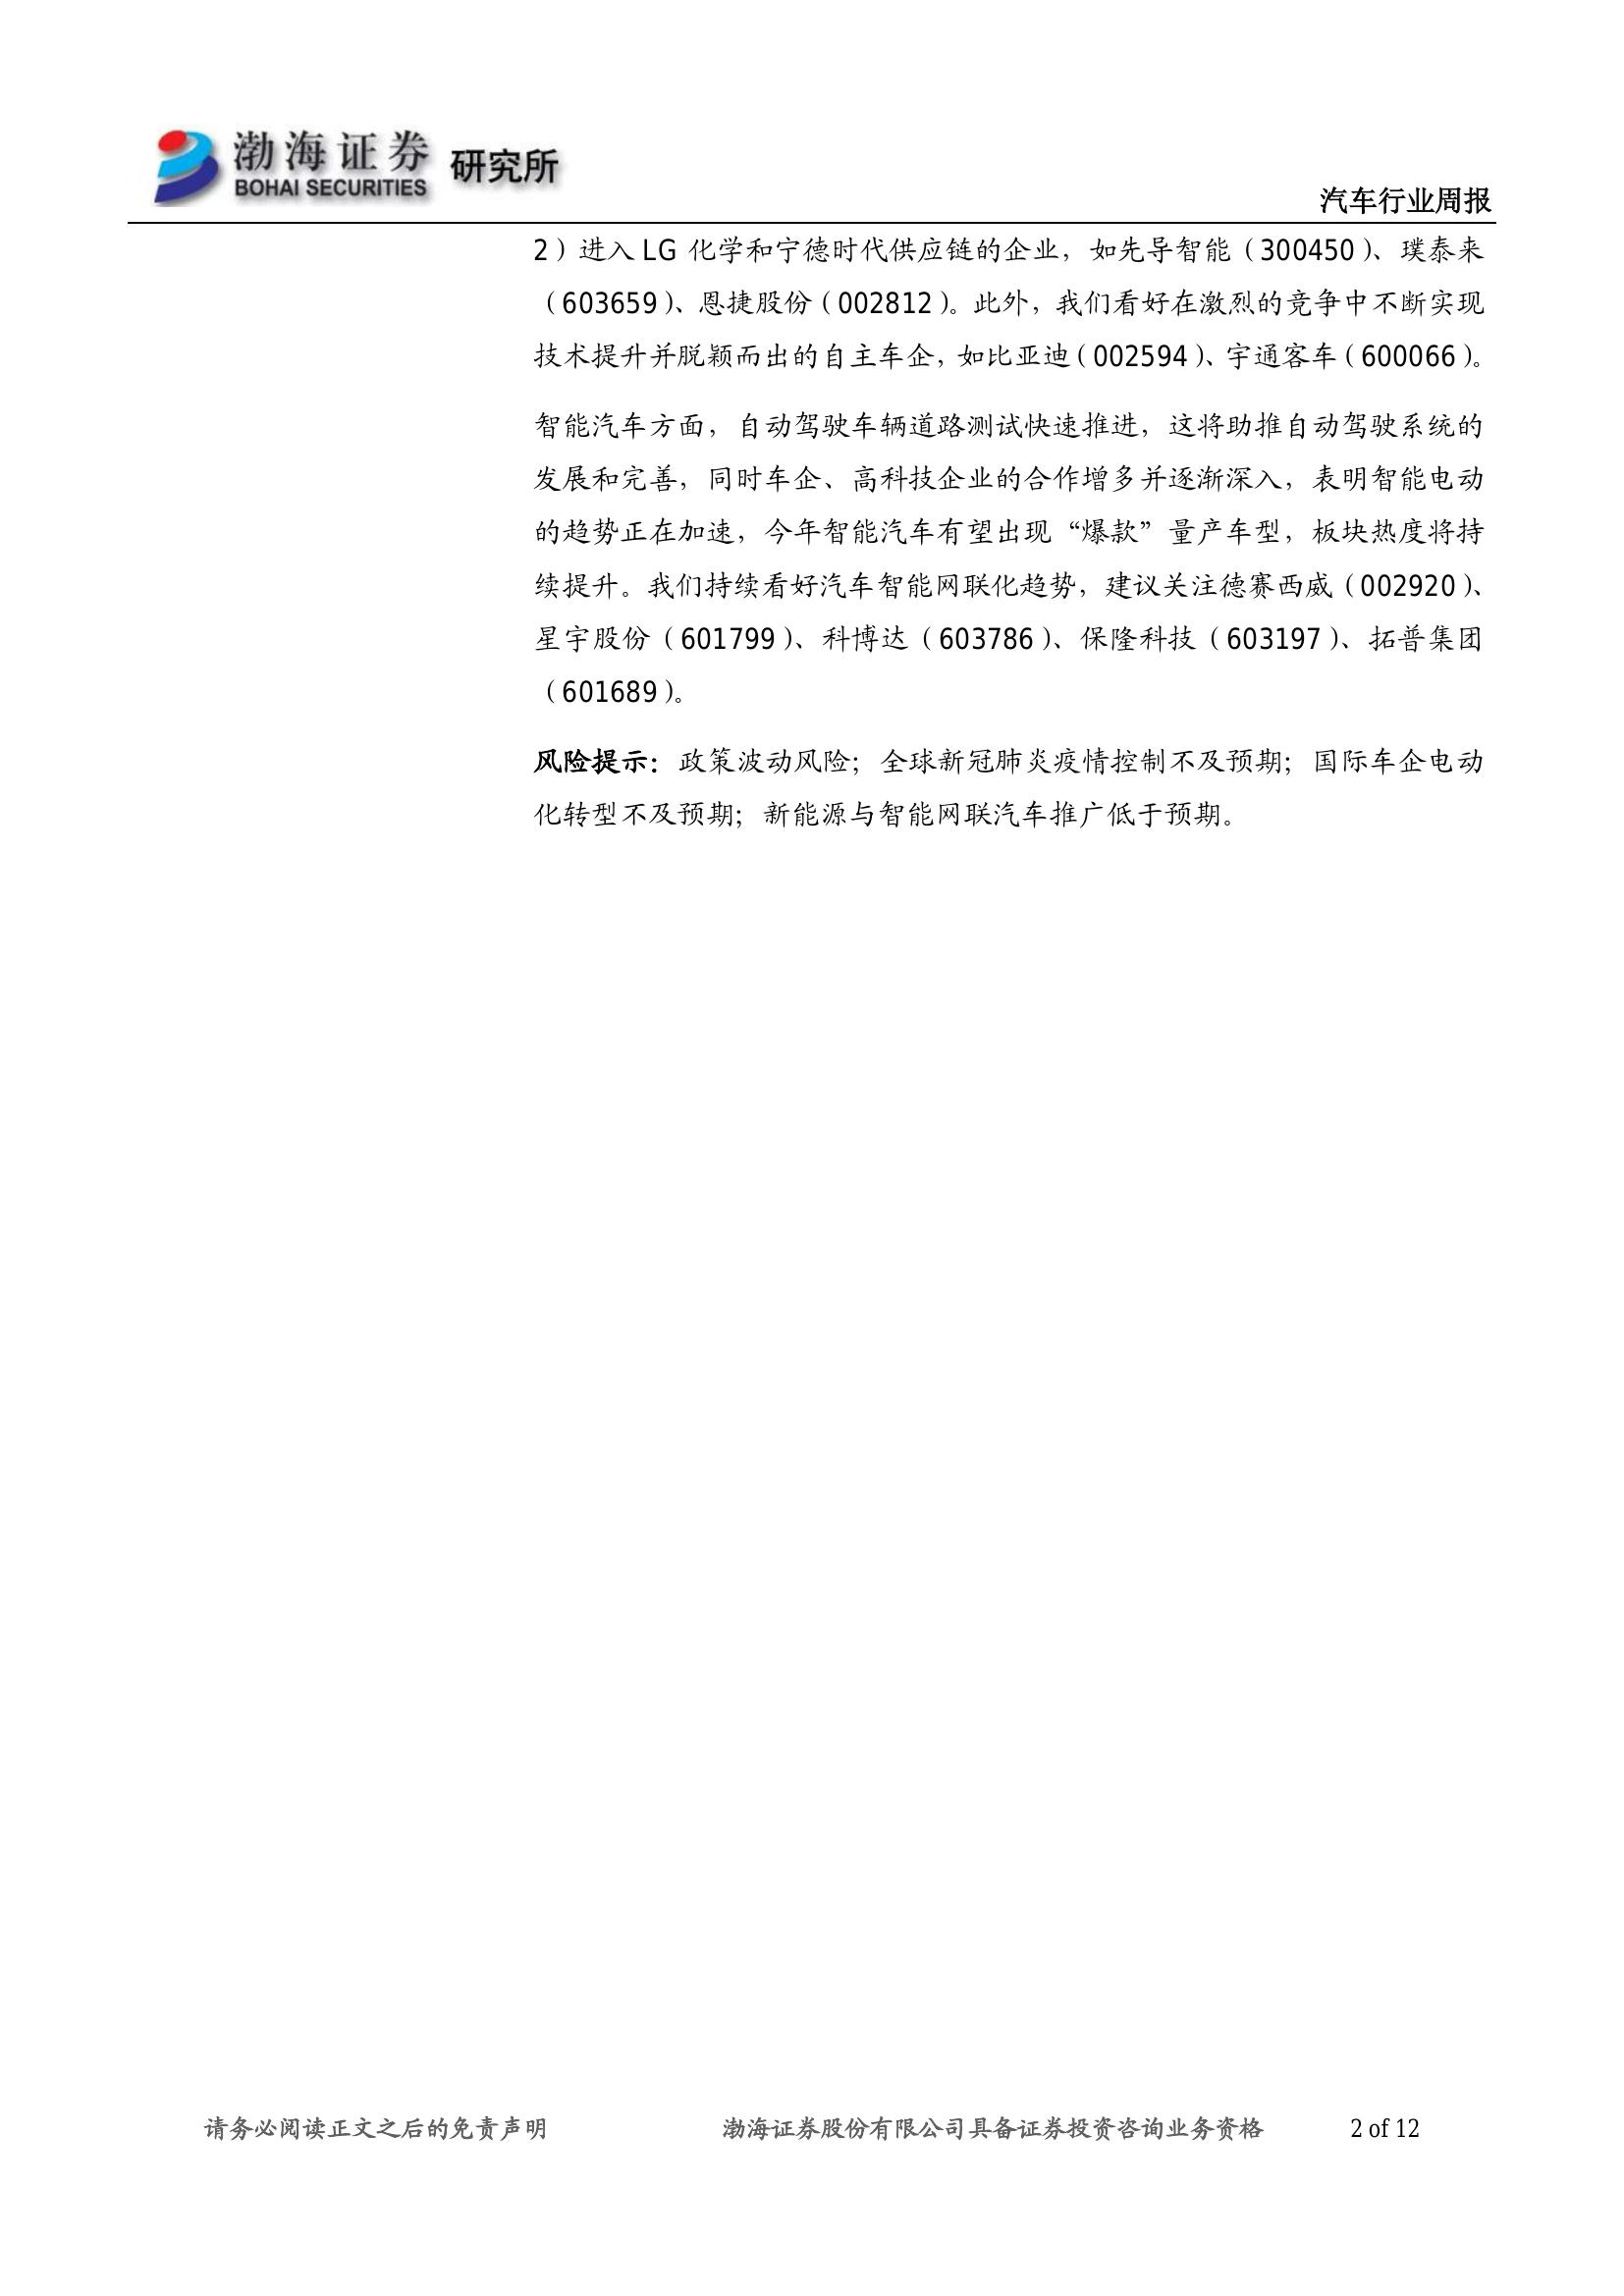 渤海证券 研究所
BOHAI SECURITIES
汽车行业周报
2）进入 LG 化学和宁德时代供应链的企业，如先导智能（300450）、璞泰来
（603659）、恩捷股份（002812）。此外，我们看好在激烈的竞争中不断实现
技术提升并脱颖而出的自主车企，如比亚迪（002594）、宇通客车（600066）。
智能汽车方面，自动驾驶车辆道路测试快速推进，这将助推自动驾驶系统的
发展和完善，同时车企、高科技企业的合作增多并逐渐深入，表明智能电动
的趋势正在加速，今年智能汽车有望出现“爆款”量产车型，板块热度将持
续提升。我们持续看好汽车智能网联化趋势，建议关注德赛西威（002920）、
星宇股份（601799）、科博达（603786）、保隆科技（603197）、拓普集团
（601689）。
风险提示：政策波动风险；全球新冠肺炎疫情控制不及预期；国际车企电动
化转型不及预期；新能源与智能网联汽车推广低于预期。
请务必阅读正文之后的免责声明 渤海证券股份有限公司具备证券投资咨询业务资格 2 of 12